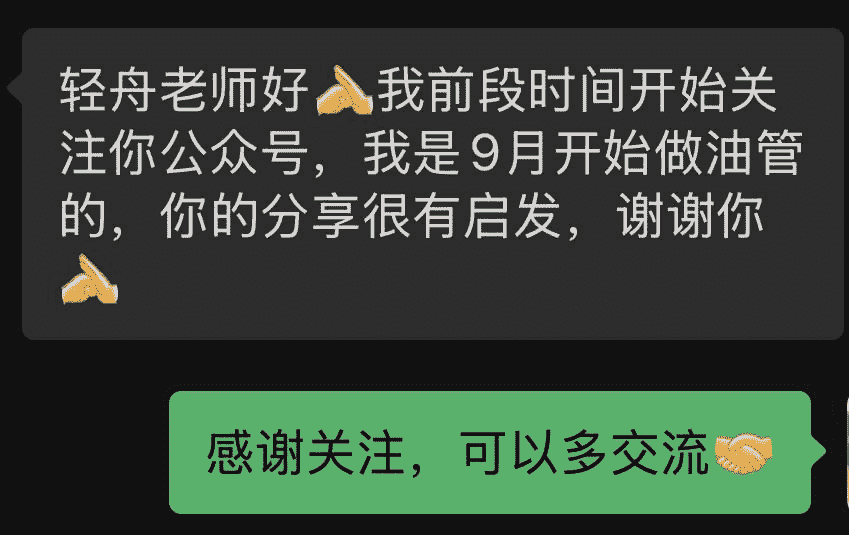 轻舟老师好🫴我前段时间开始关
注你公众号，我是9月开始做油管
的，你的分享很有启发，谢谢你
感谢关注，可以多交流🤝